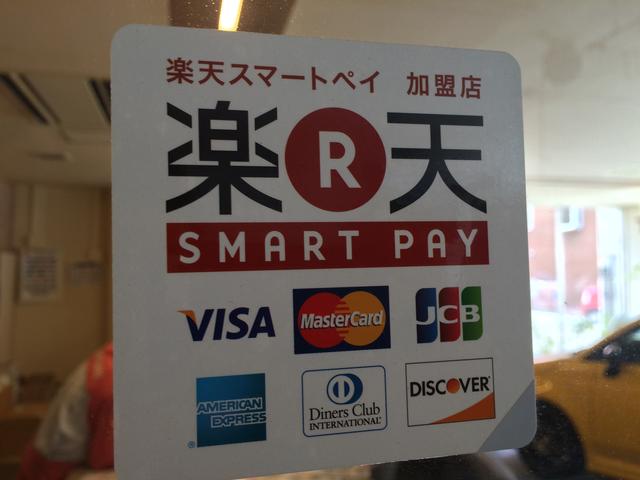 楽天スマートペイ 加盟店
楽R天
SMART PAY
VISA MasterCard JCB
AMERICAN EXPRESS Diners Club INTERNATIONAL DISCOVER